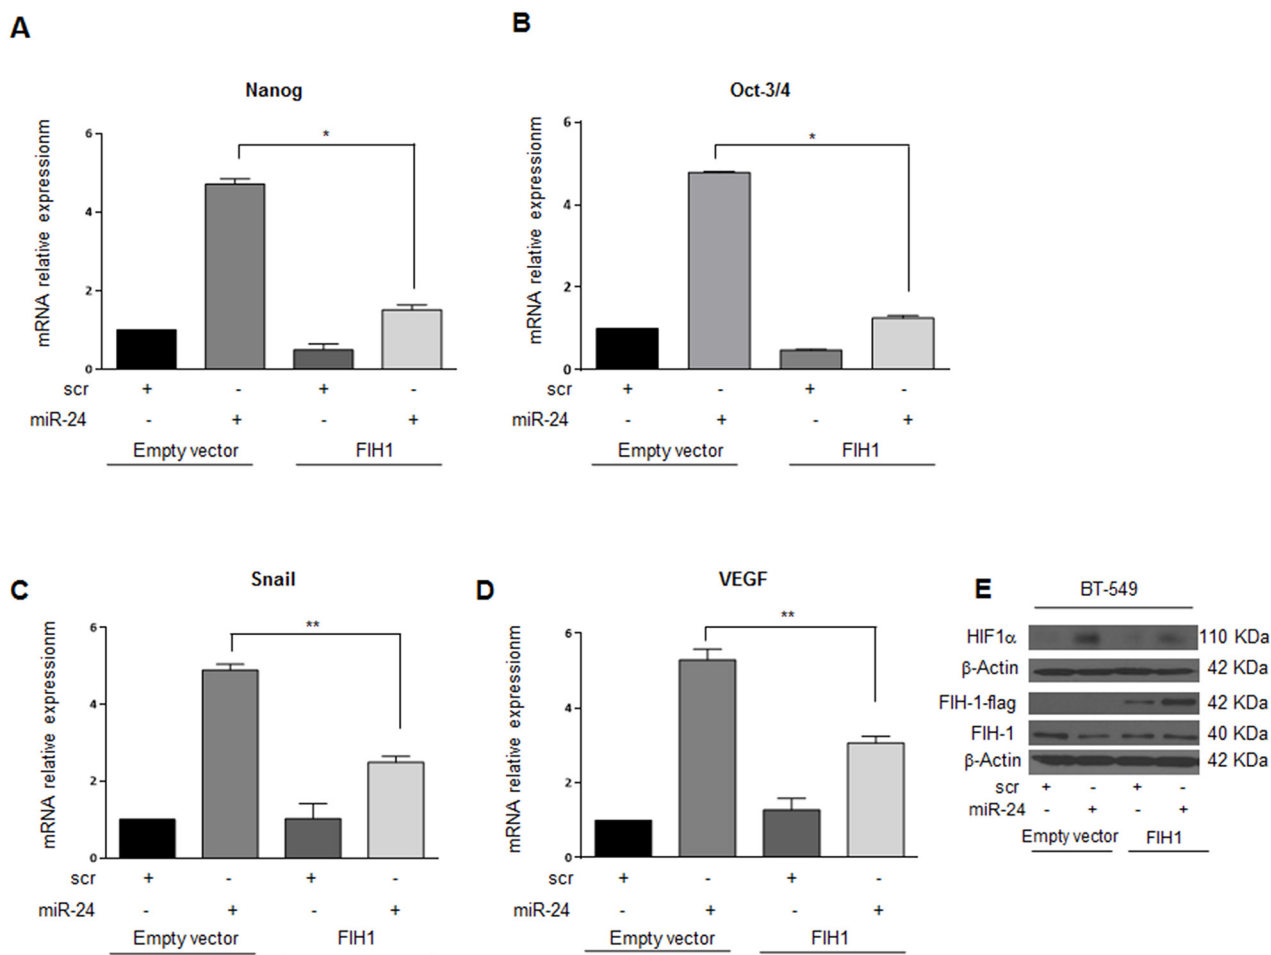 A
B
Nanog
Oct-3/4
mRNA relative expressionm
6
4
2
0
*
mRNA relative expressionm
6
4
2
0
*
scr + - + -
miR-24 - + - +
Empty vector FIH1
scr + - + -
miR-24 - + - +
Empty vector FIH1
C
D
E
Snail
VEGF
BT-549
mRNA relative expressionm
6
4
2
0
**
mRNA relative expressionm
6
4
2
0
**
HIF1α 110 KDa
β-Actin 42 KDa
FIH-1-flag 42 KDa
FIH-1 40 KDa
β-Actin 42 KDa
scr + - + -
miR-24 - + - +
Empty vector FIH1
scr + - + -
miR-24 - + - +
Empty vector FIH1
scr + - + -
miR-24 - + - +
Empty vector FIH1